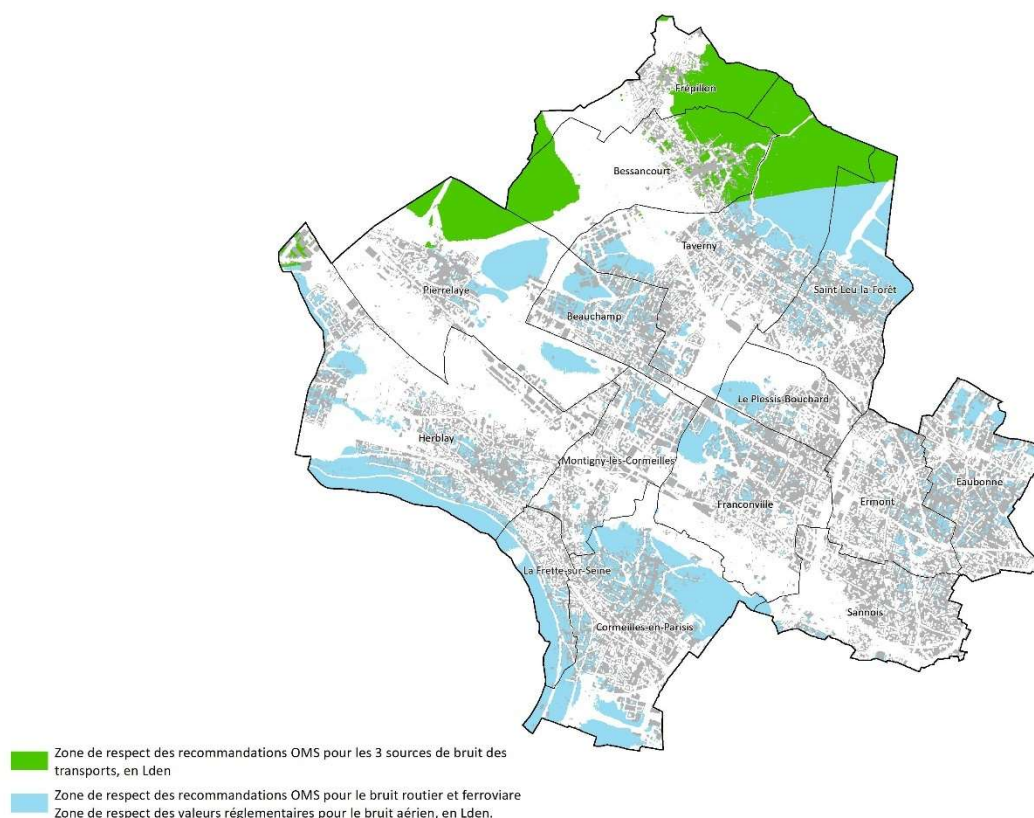 Frépillon
Bessancourt
Taverny
Saint-Leu-la-Forêt
Pierrelaye
Beauchamp
Le Plessis-Bouchard
Herblay
Montigny-lès-Cormeilles
Franconville
Ermont
Eaubonne
La Frette-sur-Seine
Cormeilles-en-Parisis
Sannois
Zone de respect des recommandations OMS pour les 3 sources de bruit des
transports, en Lden
Zone de respect des recommandations OMS pour le bruit routier et ferroviaire
Zone de respect des valeurs réglementaires pour le bruit aérien, en Lden.